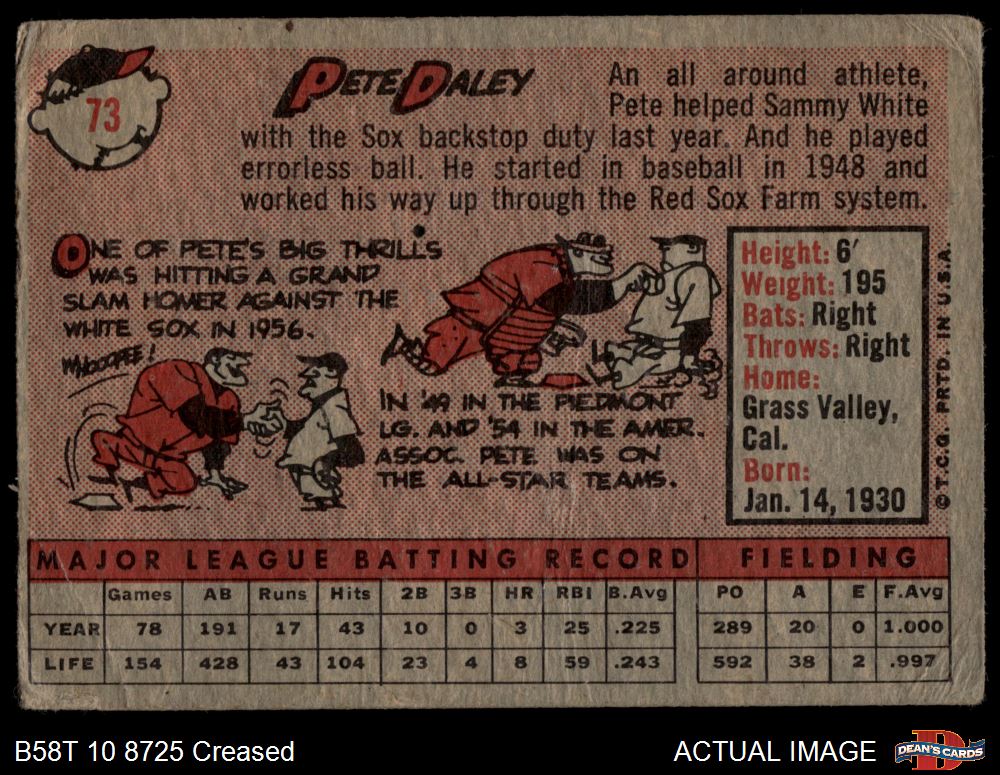 73
PETE DALEY
An all around athlete,
Pete helped Sammy White
with the Sox backstop duty last year. And he played
errorless ball. He started in baseball in 1948 and
worked his way up through the Red Sox Farm system.
ONE OF PETE'S BIG THRILLS
WAS HITTING A GRAND
SLAM HOMER AGAINST THE
WHITE SOX IN 1956.
WHOOPEE!
IN '49 IN THE PIEDMONT
LG. AND '54 IN THE AMER.
ASSOC. PETE WAS ON
THE ALL-STAR TEAMS.
Height: 6'
Weight: 195
Bats: Right
Throws: Right
Home:
Grass Valley,
Cal.
Born:
Jan. 14, 1930
© T.C.G. PRTD. IN U.S.A.
MAJOR LEAGUE BATTING RECORD FIELDING
Games AB Runs Hits 2B 3B HR RBI B.Avg PO A E F.Avg
YEAR 78 191 17 43 10 0 3 25 .225 289 20 0 1.000
LIFE 154 428 43 104 23 4 8 59 .243 592 38 2 .997
B58T 10 8725 Creased
ACTUAL IMAGE
DEAN'S CARDS